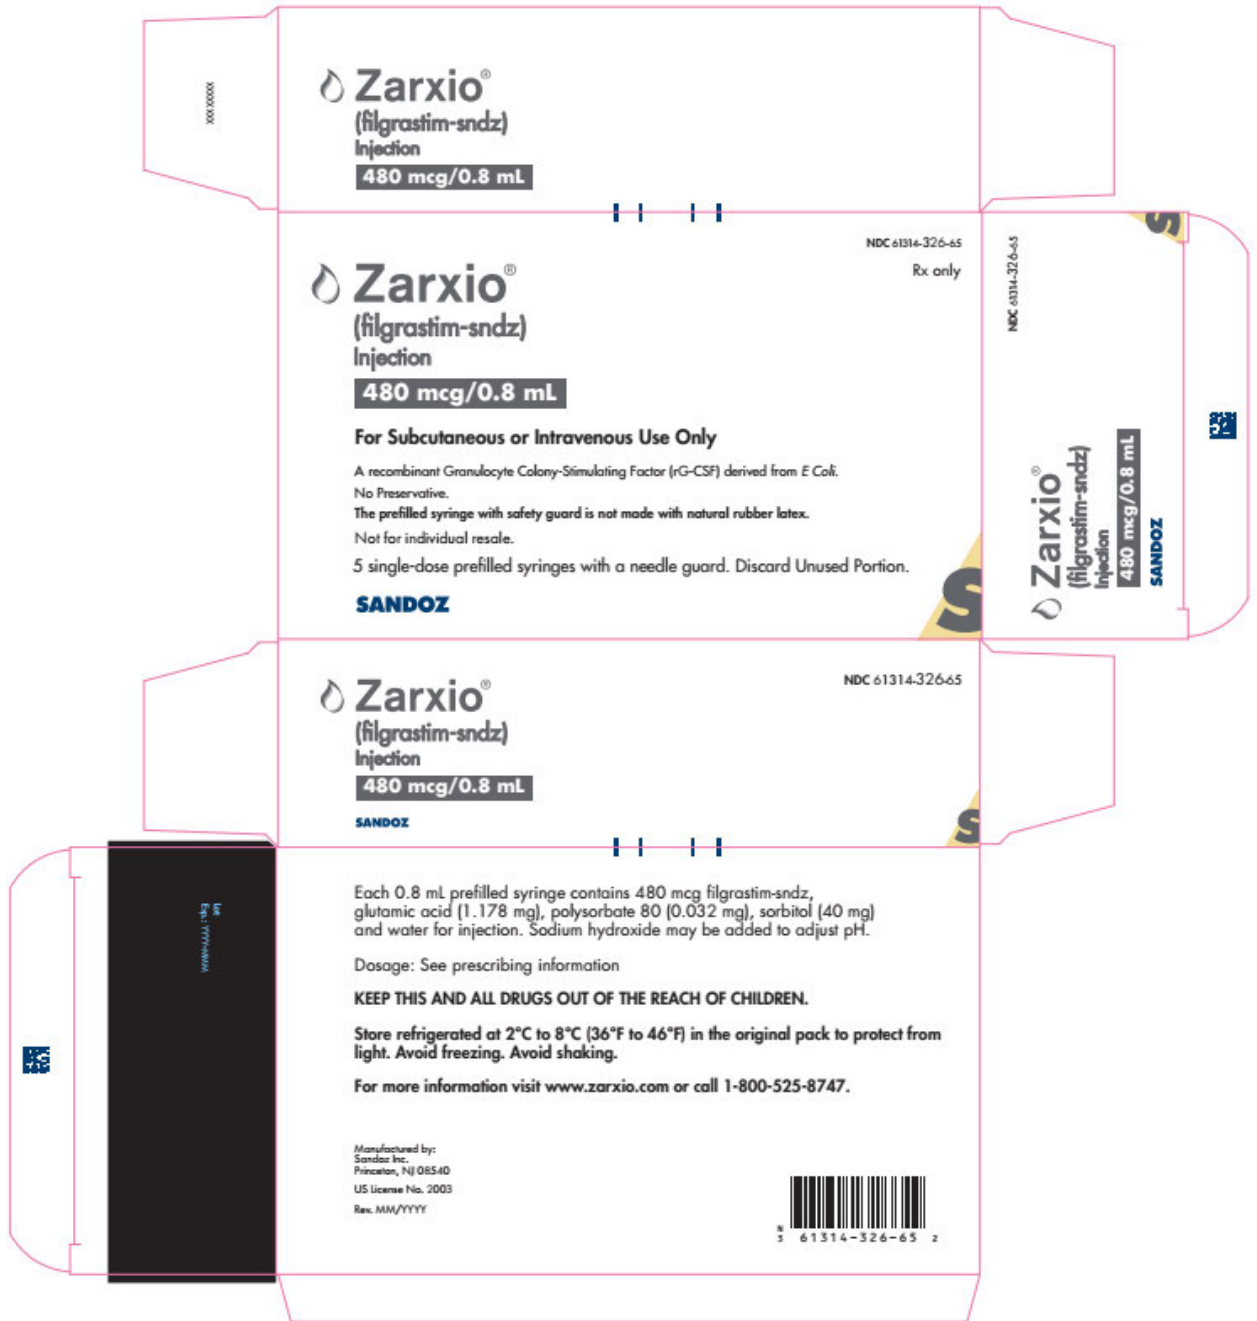 XXXXXXXX
Zarxio®
(filgrastim-sndz)
Injection
480 mcg/0.8 mL
NDC 61314-326-65
Rx only
Zarxio®
(filgrastim-sndz)
Injection
480 mcg/0.8 mL
For Subcutaneous or Intravenous Use Only
A recombinant Granulocyte Colony-Stimulating Factor (rG-CSF) derived from E Coli.
No Preservative.
The prefilled syringe with safety guard is not made with natural rubber latex.
Not for individual resale.
5 single-dose prefilled syringes with a needle guard. Discard Unused Portion.
SANDOZ
S
NDC 61314-326-65
Zarxio®
(filgrastim-sndz)
Injection
480 mcg/0.8 mL
SANDOZ
S
Zarxio®
(filgrastim-sndz)
Injection
480 mcg/0.8 mL
SANDOZ
NDC 61314-326-65
S
Lot
Exp.: YYYY-MMM
Each 0.8 mL prefilled syringe contains 480 mcg filgrastim-sndz,
glutamic acid (1.178 mg), polysorbate 80 (0.032 mg), sorbitol (40 mg)
and water for injection. Sodium hydroxide may be added to adjust pH.
Dosage: See prescribing information
KEEP THIS AND ALL DRUGS OUT OF THE REACH OF CHILDREN.
Store refrigerated at 2°C to 8°C (36°F to 46°F) in the original pack to protect from
light. Avoid freezing. Avoid shaking.
For more information visit www.zarxio.com or call 1-800-525-8747.
Manufactured by:
Sandoz Inc.
Princeton, NJ 08540
US License No. 2003
Rev. MM/YYYY
N
3 61314-326-65 2